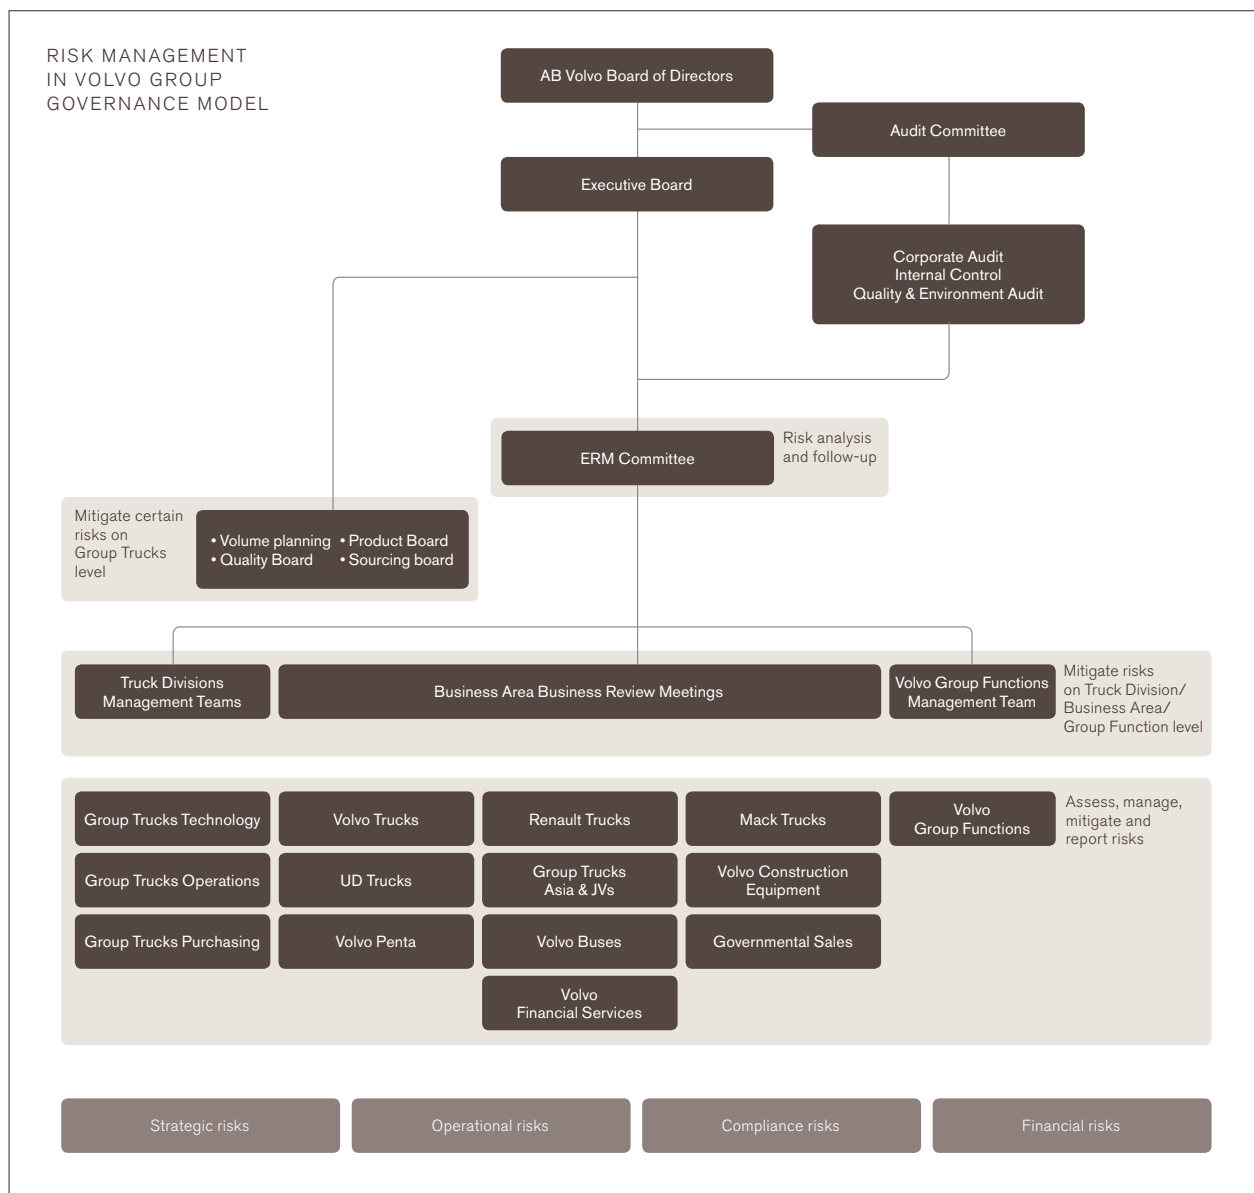 RISK MANAGEMENT
IN VOLVO GROUP
GOVERNANCE MODEL
AB Volvo Board of Directors
Audit Committee
Executive Board
Corporate Audit
Internal Control
Quality & Environment Audit
ERM Committee
Risk analysis
and follow-up
Mitigate certain
risks on
Group Trucks
level
• Volume planning • Product Board
• Quality Board • Sourcing board
Truck Divisions
Management Teams
Business Area Business Review Meetings
Volvo Group Functions
Management Team
Mitigate risks
on Truck Division/
Business Area/
Group Function level
Group Trucks Technology
Volvo Trucks
Renault Trucks
Mack Trucks
Volvo
Group Functions
Assess, manage,
mitigate and
report risks
Group Trucks Operations
UD Trucks
Group Trucks
Asia & JVs
Volvo Construction
Equipment
Group Trucks Purchasing
Volvo Penta
Volvo Buses
Governmental Sales
Volvo
Financial Services
Strategic risks
Operational risks
Compliance risks
Financial risks